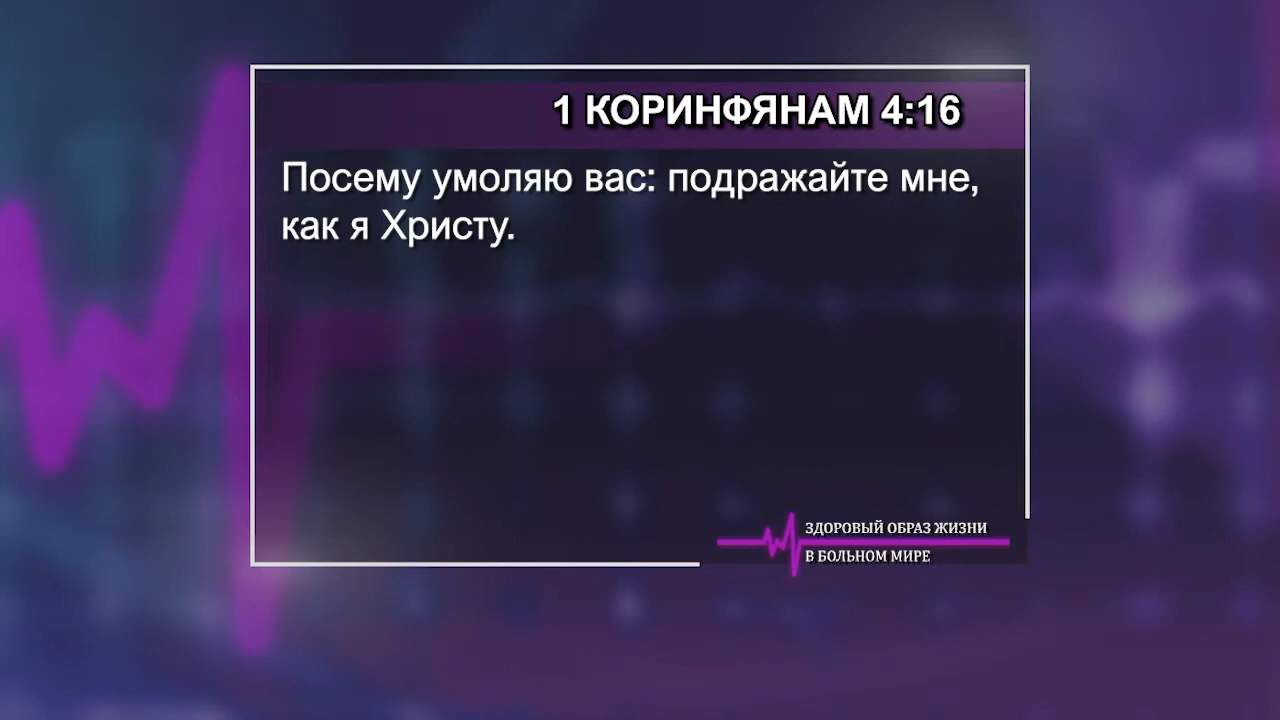 1 КОРИНФЯНАМ 4:16
Посему умоляю вас: подражайте мне,
как я Христу.
ЗДОРОВЫЙ ОБРАЗ ЖИЗНИ
В БОЛЬНОМ МИРЕ